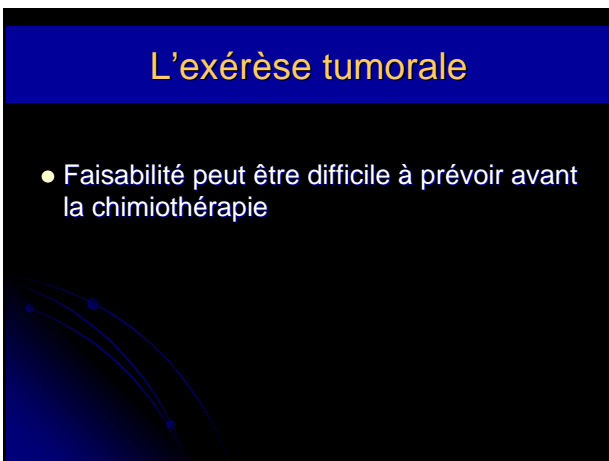 L'exérèse tumorale
Faisabilité peut être difficile à prévoir avant
la chimiothérapie